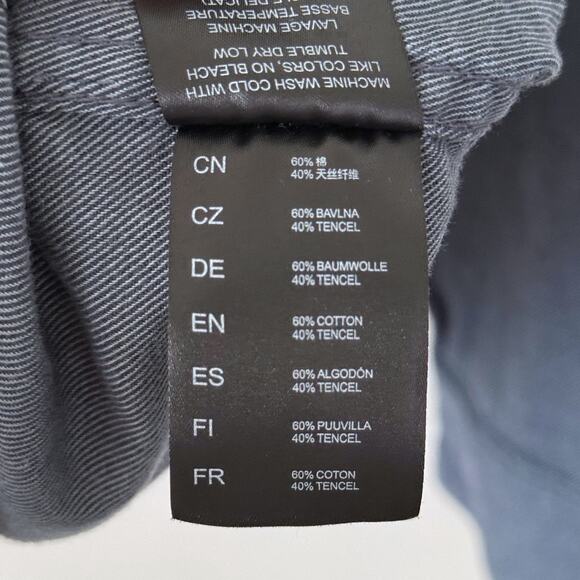 MACHINE WASH COLD WITH
LIKE COLORS, NO BLEACH
TUMBLE DRY LOW
LAVAGE MACHINE
BASSE TEMPERATURE
CN
60% 棉
40% 天丝纤维
CZ
60% BAVLNA
40% TENCEL
DE
60% BAUMWOLLE
40% TENCEL
EN
60% COTTON
40% TENCEL
ES
60% ALGODÓN
40% TENCEL
FI
60% PUUVILLA
40% TENCEL
FR
60% COTON
40% TENCEL